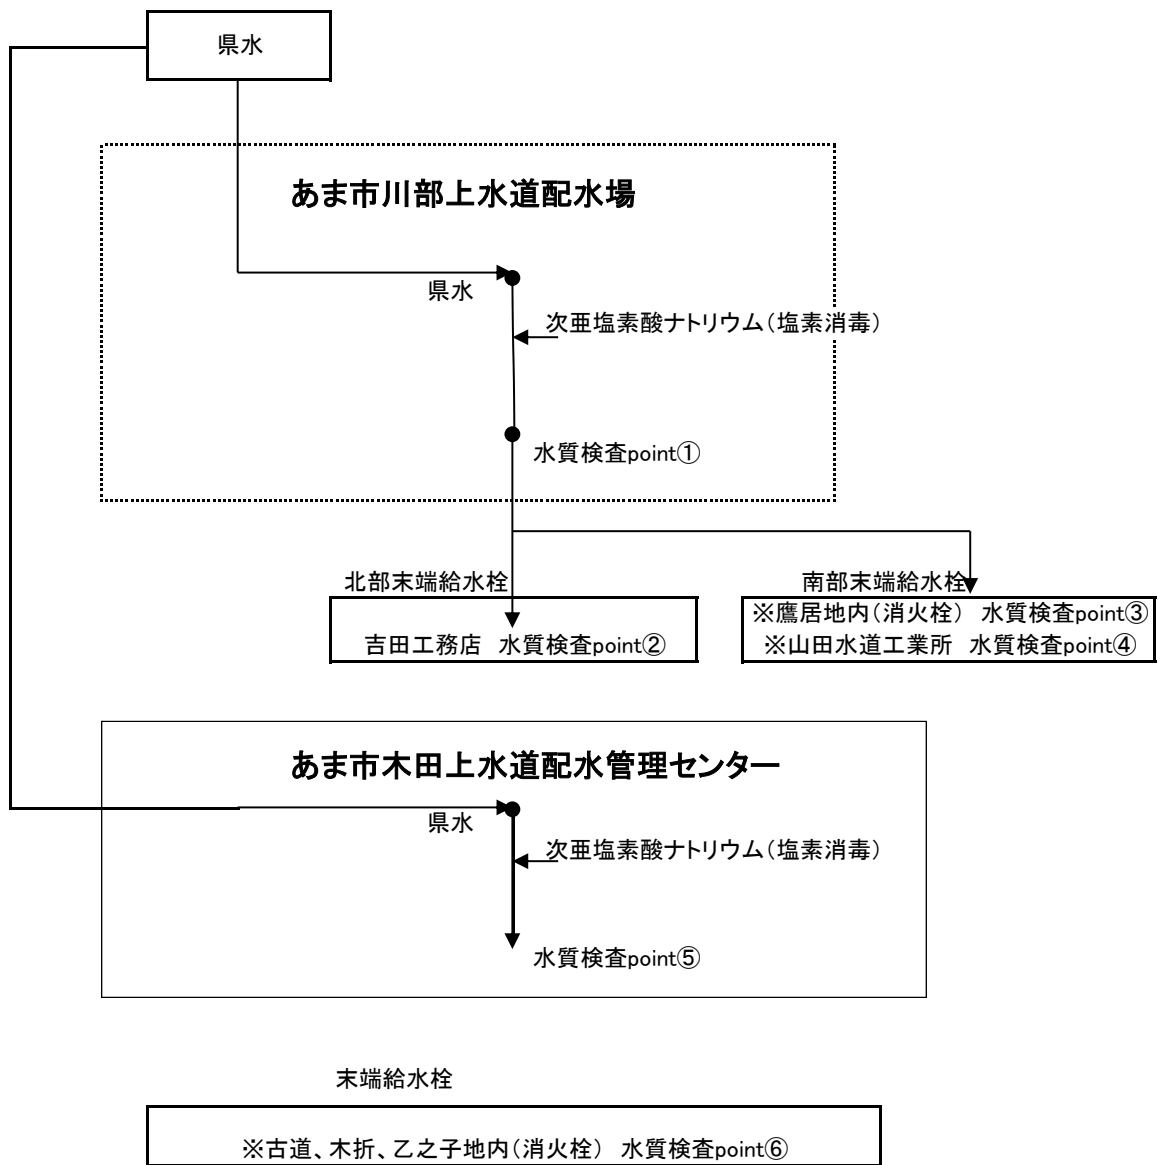 県水
あま市川部上水道配水場
県水
次亜塩素酸ナトリウム(塩素消毒)
水質検査point①
北部末端給水栓
南部末端給水栓
吉田工務店 水質検査point②
※鷹居地内(消火栓) 水質検査point③
※山田水道工業所 水質検査point④
あま市木田上水道配水管理センター
県水
次亜塩素酸ナトリウム(塩素消毒)
水質検査point⑤
末端給水栓
※古道、木折、乙之子地内(消火栓) 水質検査point⑥